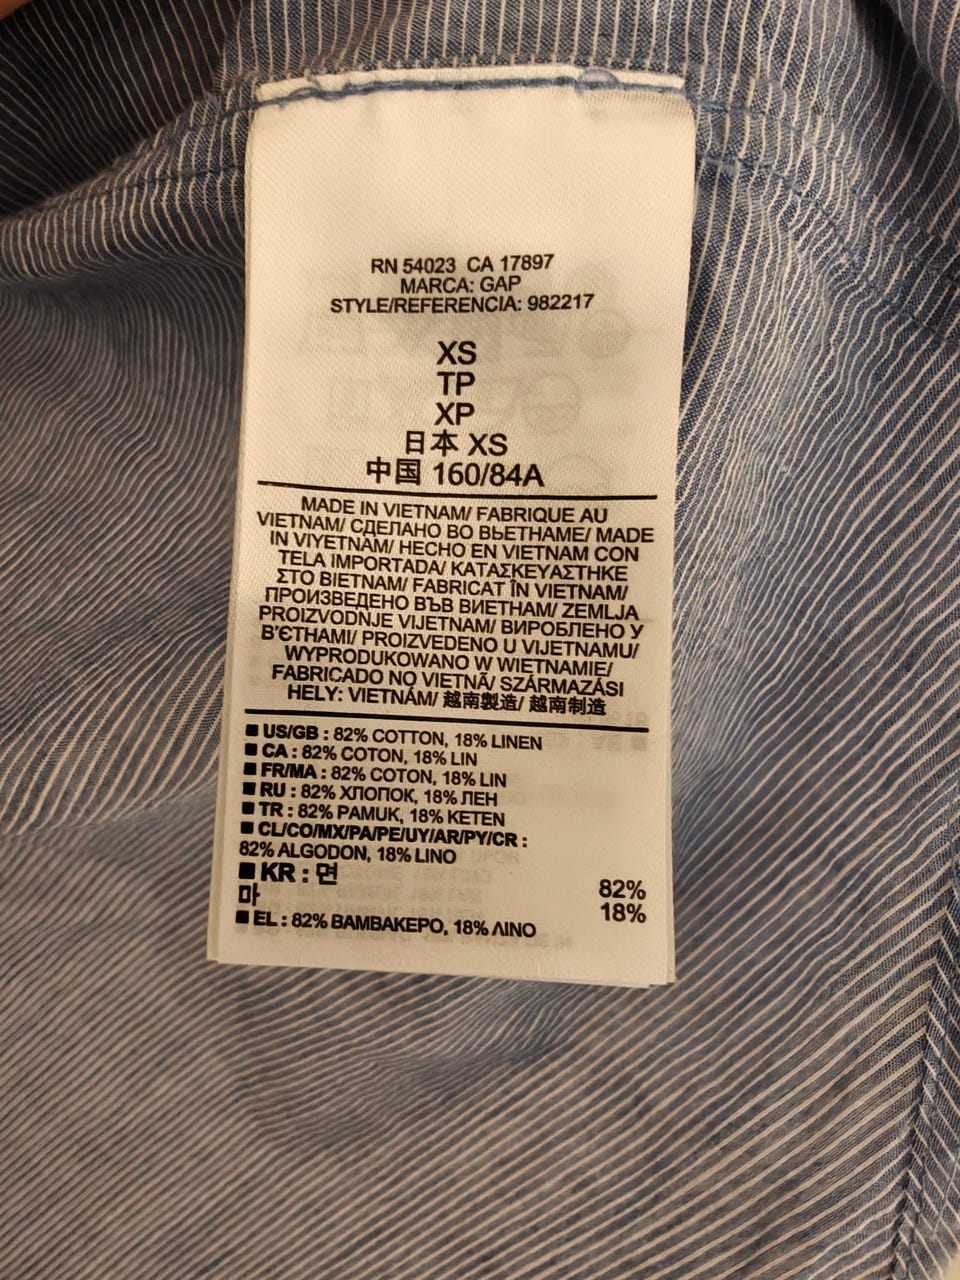 RN 54023 CA 17897
MARCA: GAP
STYLE/REFERENCIA: 982217
XS
TP
XP
日本 XS
中国 160/84A
MADE IN VIETNAM/ FABRIQUE AU
VIETNAM/ СДЕЛАНО ВО ВЬЕТНАМЕ/ MADE
IN VIYETNAM/ HECHO EN VIETNAM CON
TELA IMPORTADA/ ΚΑΤΑΣΚΕΥΑΣΤΗΚΕ
ΣΤΟ ΒΙΕΤΝΑΜ/ FABRICAT ÎN VIETNAM/
ПРОИЗВЕДЕНО ВЪВ ВИЕТНАМ/ ZEMLJA
PROIZVODNJE VIJETNAM/ ВИРОБЛЕНО У
В'ЄТНАМІ/ PROIZVEDENO U VIJETNAMU/
WYPRODUKOWANO W WIETNAMIE/
FABRICADO NO VIETNÃ/ SZÁRMAZÁSI
HELY: VIETNÁM/ 越南製造/ 越南制造
■ US/GB : 82% COTTON, 18% LINEN
■ CA : 82% COTON, 18% LIN
■ FR/MA : 82% COTON, 18% LIN
■ RU : 82% ХЛОПОК, 18% ЛЕН
■ TR : 82% PAMUK, 18% KETEN
■ CL/CO/MX/PA/PE/UY/AR/PY/CR :
82% ALGODON, 18% LINO
■ KR : 면 82%
마 18%
■ EL : 82% ΒΑΜΒΑΚΕΡΟ, 18% ΛΙΝΟ